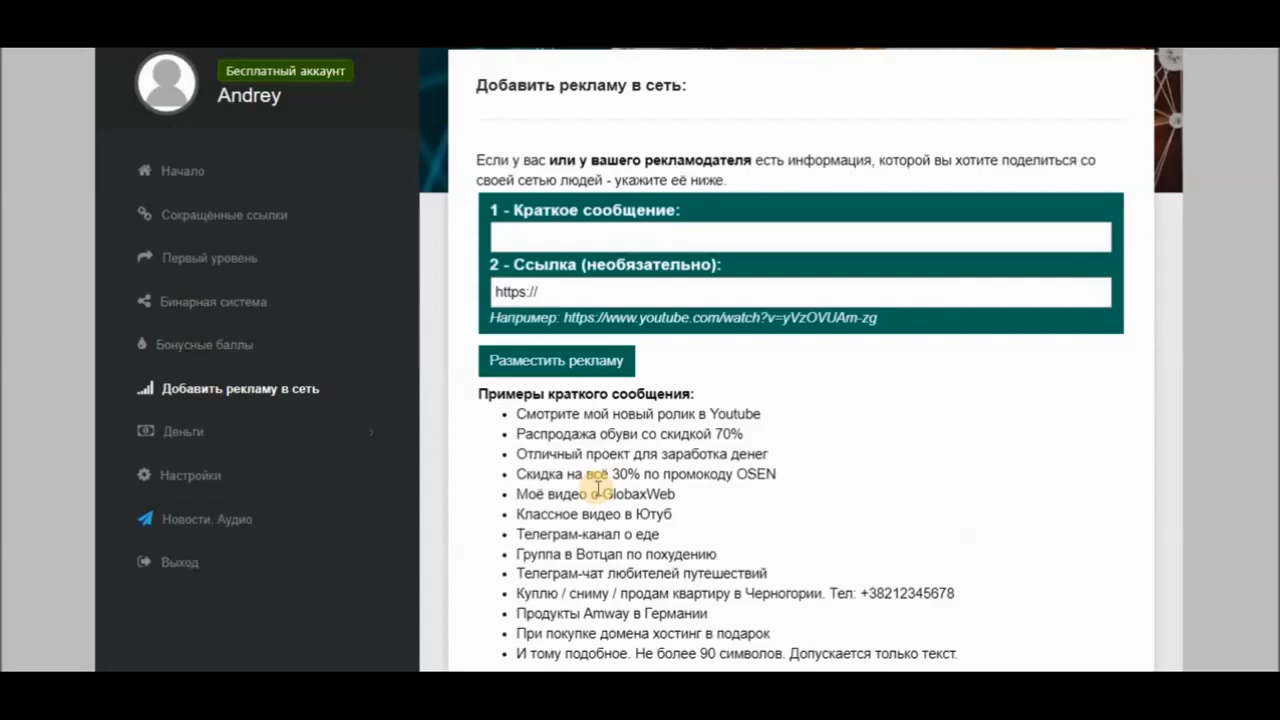 Бесплатный аккаунт
Andrey
Начало
Сокращённые ссылки
Первый уровень
Бинарная система
Бонусные баллы
Добавить рекламу в сеть
Деньги
Настройки
Новости, Аудио
Выход
Добавить рекламу в сеть:
Если у вас или у вашего рекламодателя есть информация, которой вы хотите поделиться со
своей сетью людей - укажите её ниже.
1 - Краткое сообщение:
2 - Ссылка (необязательно):
https://
Например: https://www.youtube.com/watch?v=yVzOVUAm-zg
Разместить рекламу
Примеры краткого сообщения:
Смотрите мой новый ролик в Youtube
Распродажа обуви со скидкой 70%
Отличный проект для заработка денег
Скидка на всё 30% по промокоду OSEN
Моё видео о GlobaxWeb
Классное видео в Ютуб
Телеграм-канал о еде
Группа в Вотцап по похудению
Телеграм-чат любителей путешествий
Куплю / сниму / продам квартиру в Черногории. Тел: +38212345678
Продукты Amway в Германии
При покупке домена хостинг в подарок
И тому подобное. Не более 90 символов. Допускается только текст.